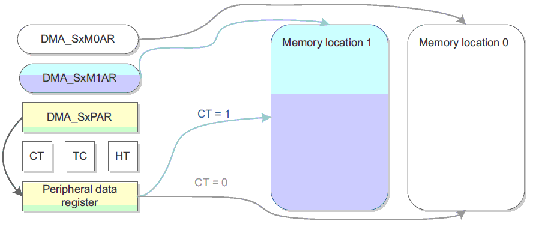 DMA_SxM0AR
Memory location 1
Memory location 0
DMA_SxM1AR
DMA_SxPAR
CT = 1
CT
TC
HT
CT = 0
Peripheral data
register